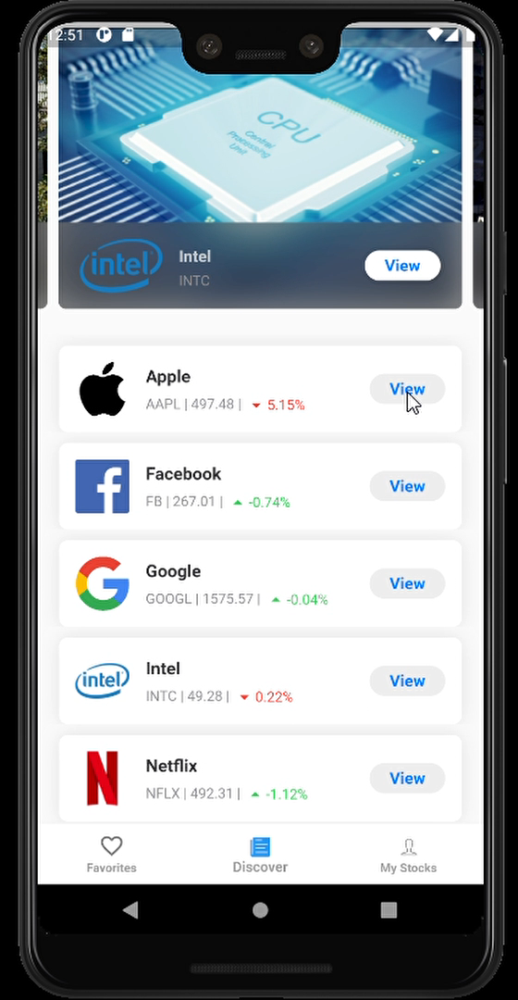 12:51
CPU
Central
Processing
Unit
intel
Intel
INTC
View
Apple
AAPL | 497.48 | 5.15%
View
Facebook
FB | 267.01 | -0.74%
View
Google
GOOGL | 1575.57 | -0.04%
View
intel
Intel
INTC | 49.28 | 0.22%
View
Netflix
NFLX | 492.31 | -1.12%
View
Favorites
Discover
My Stocks